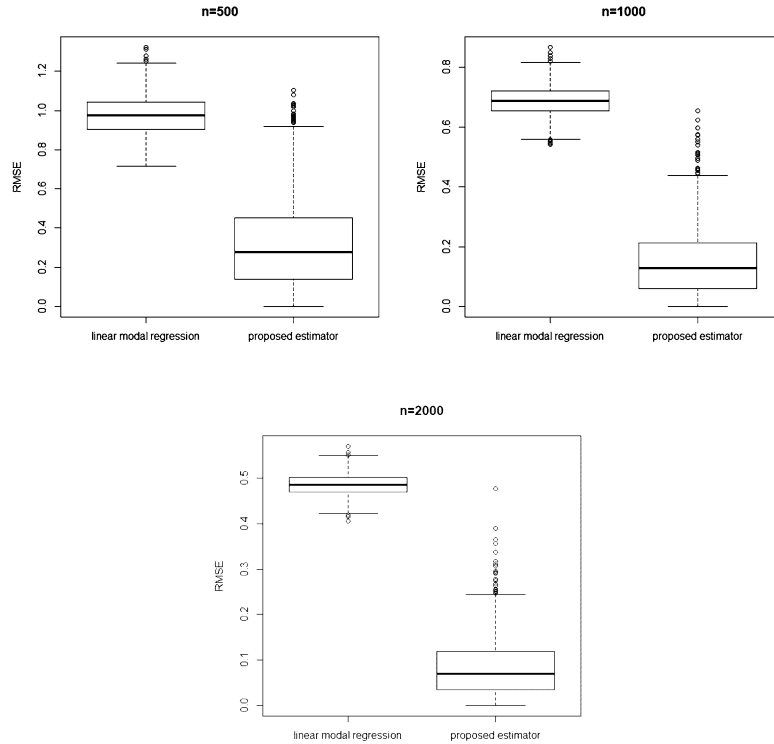 n=500
RMSE
0.0 0.2 0.4 0.6 0.8 1.0 1.2
linear modal regression proposed estimator
n=1000
RMSE
0.0 0.2 0.4 0.6 0.8
linear modal regression proposed estimator
n=2000
RMSE
0.0 0.1 0.2 0.3 0.4 0.5
linear modal regression proposed estimator